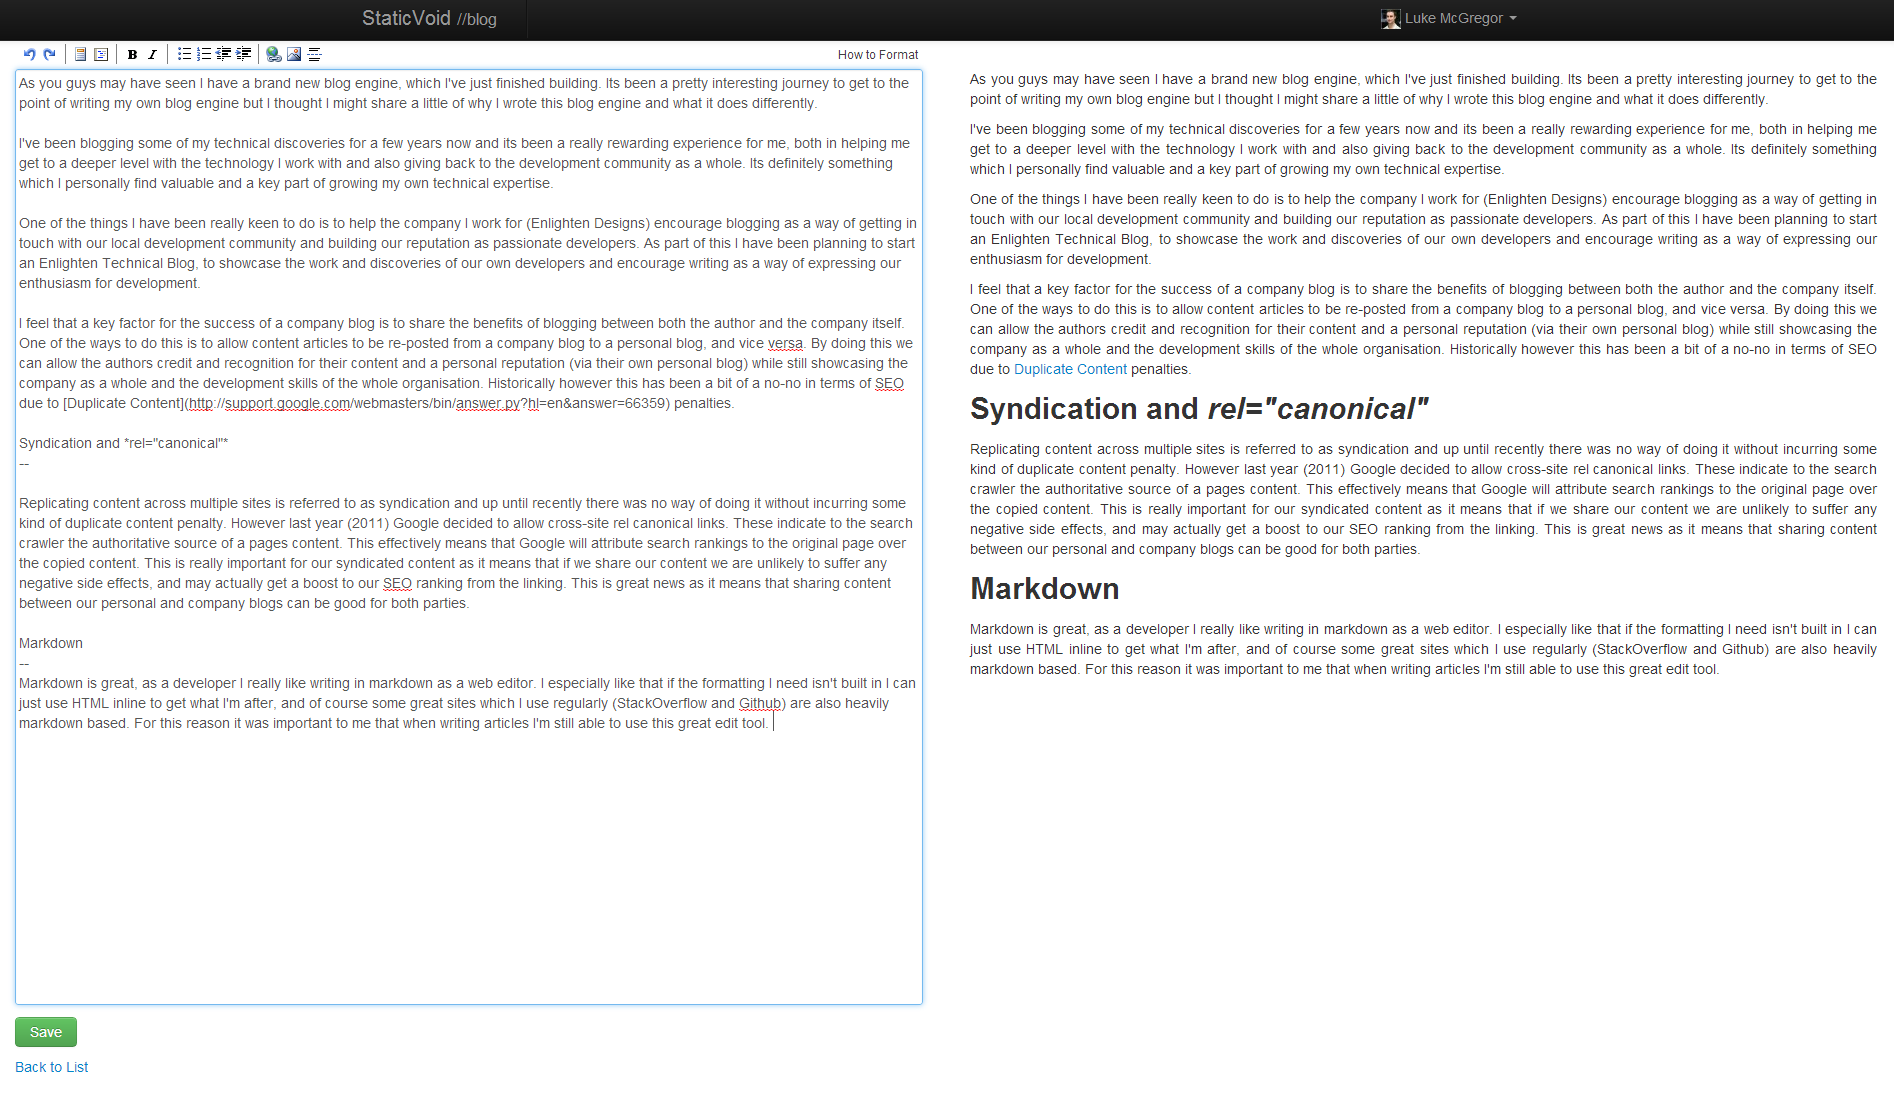 StaticVoid //blog
Luke McGregor
B I
How to Format
As you guys may have seen I have a brand new blog engine, which I've just finished building. Its been a pretty interesting journey to get to the
point of writing my own blog engine but I thought I might share a little of why I wrote this blog engine and what it does differently.
I've been blogging some of my technical discoveries for a few years now and its been a really rewarding experience for me, both in helping me
get to a deeper level with the technology I work with and also giving back to the development community as a whole. Its definitely something
which I personally find valuable and a key part of growing my own technical expertise.
One of the things I have been really keen to do is to help the company I work for (Enlighten Designs) encourage blogging as a way of getting in
touch with our local development community and building our reputation as passionate developers. As part of this I have been planning to start
an Enlighten Technical Blog, to showcase the work and discoveries of our own developers and encourage writing as a way of expressing our
enthusiasm for development.
I feel that a key factor for the success of a company blog is to share the benefits of blogging between both the author and the company itself.
One of the ways to do this is to allow content articles to be re-posted from a company blog to a personal blog, and vice versa. By doing this we
can allow the authors credit and recognition for their content and a personal reputation (via their own personal blog) while still showcasing the
company as a whole and the development skills of the whole organisation. Historically however this has been a bit of a no-no in terms of SEO
due to [Duplicate Content](http://support.google.com/webmasters/bin/answer.py?hl=en&answer=66359) penalties.
Syndication and *rel="canonical"*
--
Replicating content across multiple sites is referred to as syndication and up until recently there was no way of doing it without incurring some
kind of duplicate content penalty. However last year (2011) Google decided to allow cross-site rel canonical links. These indicate to the search
crawler the authoritative source of a pages content. This effectively means that Google will attribute search rankings to the original page over
the copied content. This is really important for our syndicated content as it means that if we share our content we are unlikely to suffer any
negative side effects, and may actually get a boost to our SEO ranking from the linking. This is great news as it means that sharing content
between our personal and company blogs can be good for both parties.
Markdown
--
Markdown is great, as a developer I really like writing in markdown as a web editor. I especially like that if the formatting I need isn't built in I can
just use HTML inline to get what I'm after, and of course some great sites which I use regularly (StackOverflow and Github) are also heavily
markdown based. For this reason it was important to me that when writing articles I'm still able to use this great edit tool.
Save
Back to List
As you guys may have seen I have a brand new blog engine, which I've just finished building. Its been a pretty interesting journey to get to the
point of writing my own blog engine but I thought I might share a little of why I wrote this blog engine and what it does differently.
I've been blogging some of my technical discoveries for a few years now and its been a really rewarding experience for me, both in helping me
get to a deeper level with the technology I work with and also giving back to the development community as a whole. Its definitely something
which I personally find valuable and a key part of growing my own technical expertise.
One of the things I have been really keen to do is to help the company I work for (Enlighten Designs) encourage blogging as a way of getting in
touch with our local development community and building our reputation as passionate developers. As part of this I have been planning to start
an Enlighten Technical Blog, to showcase the work and discoveries of our own developers and encourage writing as a way of expressing our
enthusiasm for development.
I feel that a key factor for the success of a company blog is to share the benefits of blogging between both the author and the company itself.
One of the ways to do this is to allow content articles to be re-posted from a company blog to a personal blog, and vice versa. By doing this we
can allow the authors credit and recognition for their content and a personal reputation (via their own personal blog) while still showcasing the
company as a whole and the development skills of the whole organisation. Historically however this has been a bit of a no-no in terms of SEO
due to Duplicate Content penalties.
Syndication and rel="canonical"
Replicating content across multiple sites is referred to as syndication and up until recently there was no way of doing it without incurring some
kind of duplicate content penalty. However last year (2011) Google decided to allow cross-site rel canonical links. These indicate to the search
crawler the authoritative source of a pages content. This effectively means that Google will attribute search rankings to the original page over
the copied content. This is really important for our syndicated content as it means that if we share our content we are unlikely to suffer any
negative side effects, and may actually get a boost to our SEO ranking from the linking. This is great news as it means that sharing content
between our personal and company blogs can be good for both parties.
Markdown
Markdown is great, as a developer I really like writing in markdown as a web editor. I especially like that if the formatting I need isn't built in I can
just use HTML inline to get what I'm after, and of course some great sites which I use regularly (StackOverflow and Github) are also heavily
markdown based. For this reason it was important to me that when writing articles I'm still able to use this great edit tool.